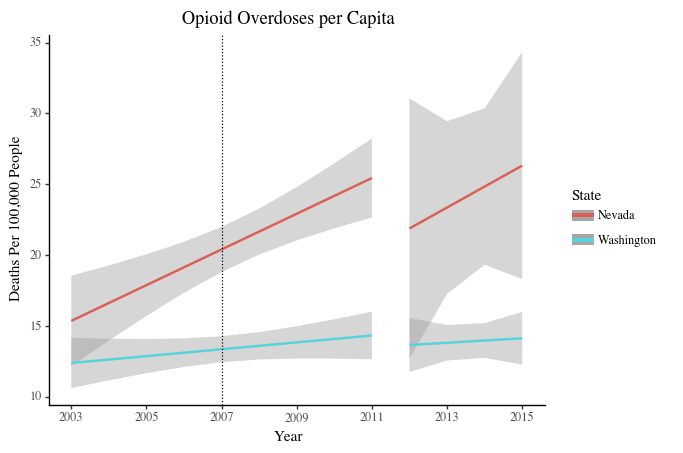 Opioid Overdoses per Capita
Deaths Per 100,000 People
35
30
25
20
15
10
2003
2005
2007
2009
2011
2013
2015
Year
State
Nevada
Washington